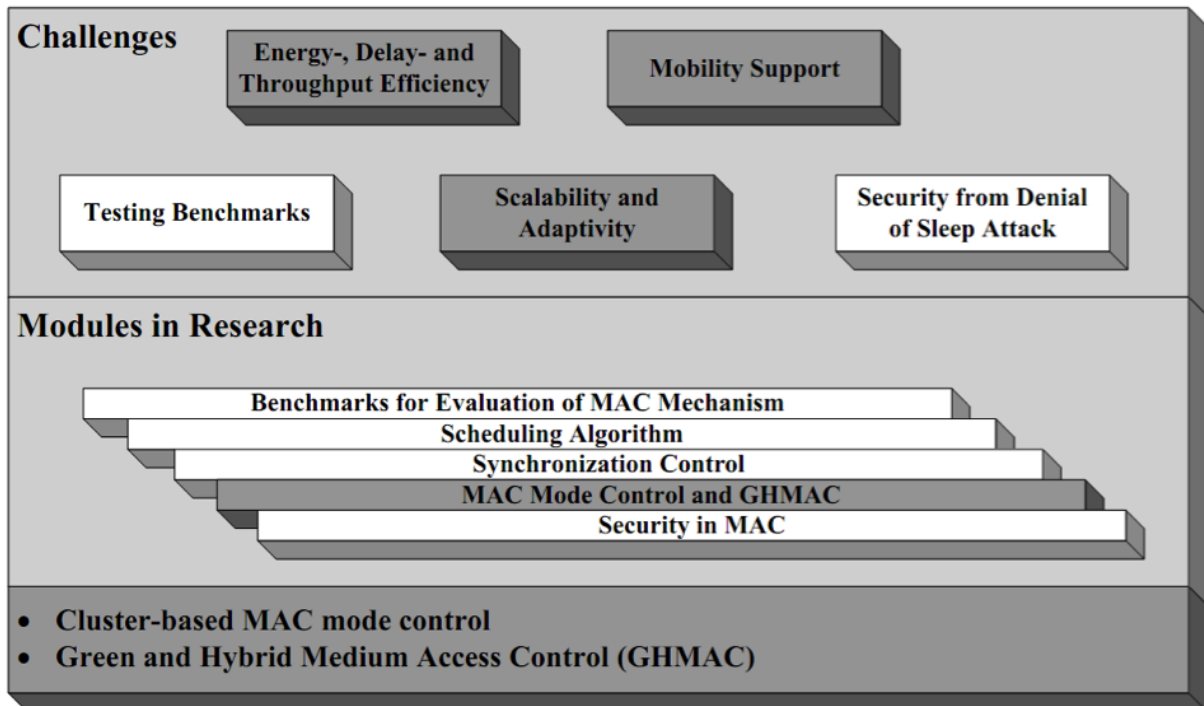 Challenges
Energy-, Delay- and
Throughput Efficiency
Mobility Support
Testing Benchmarks
Scalability and
Adaptivity
Security from Denial
of Sleep Attack
Modules in Research
Benchmarks for Evaluation of MAC Mechanism
Scheduling Algorithm
Synchronization Control
MAC Mode Control and GHMAC
Security in MAC
• Cluster-based MAC mode control
• Green and Hybrid Medium Access Control (GHMAC)